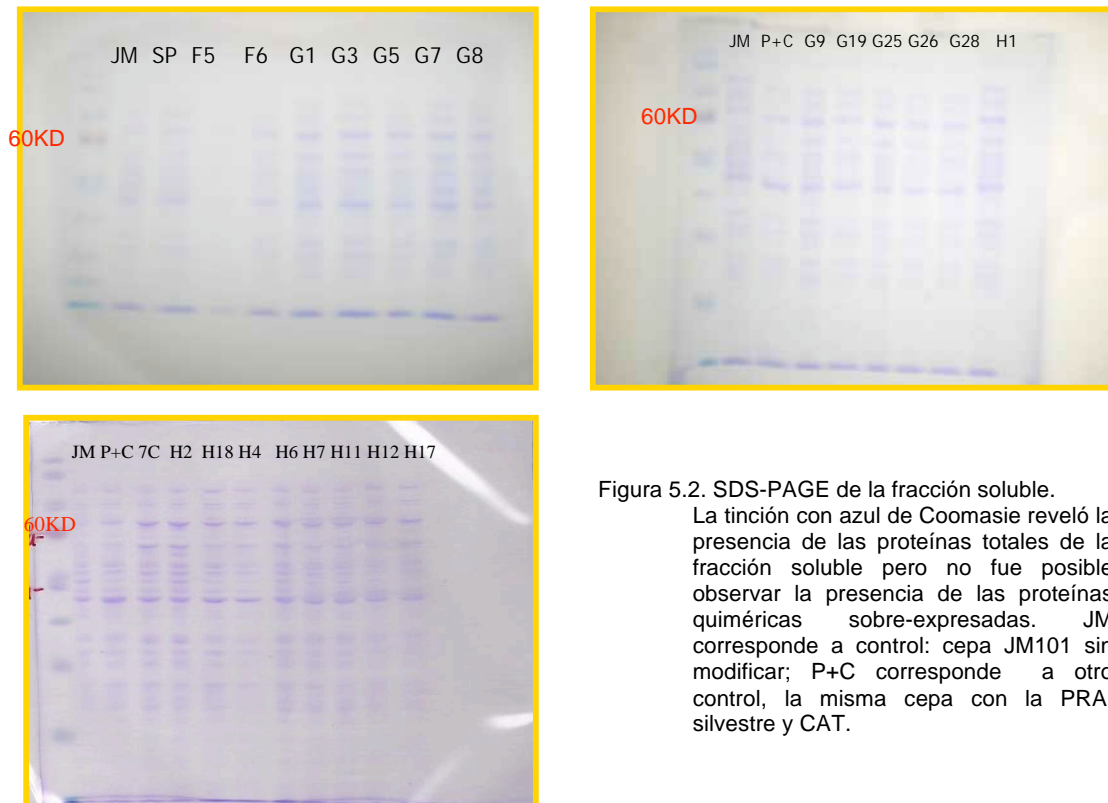 JM SP F5 F6 G1 G3 G5 G7 G8
60KD
JM P+C G9 G19 G25 G26 G28 H1
60KD
JM P+C 7C H2 H18 H4 H6 H7 H11 H12 H17
60KD
Figura 5.2. SDS-PAGE de la fracción soluble.
La tinción con azul de Coomasie reveló la
presencia de las proteínas totales de la
fracción soluble pero no fue posible
observar la presencia de las proteínas
quiméricas sobre-expresadas. JM
corresponde a control: cepa JM101 sin
modificar; P+C corresponde a otro
control, la misma cepa con la PRA
silvestre y CAT.